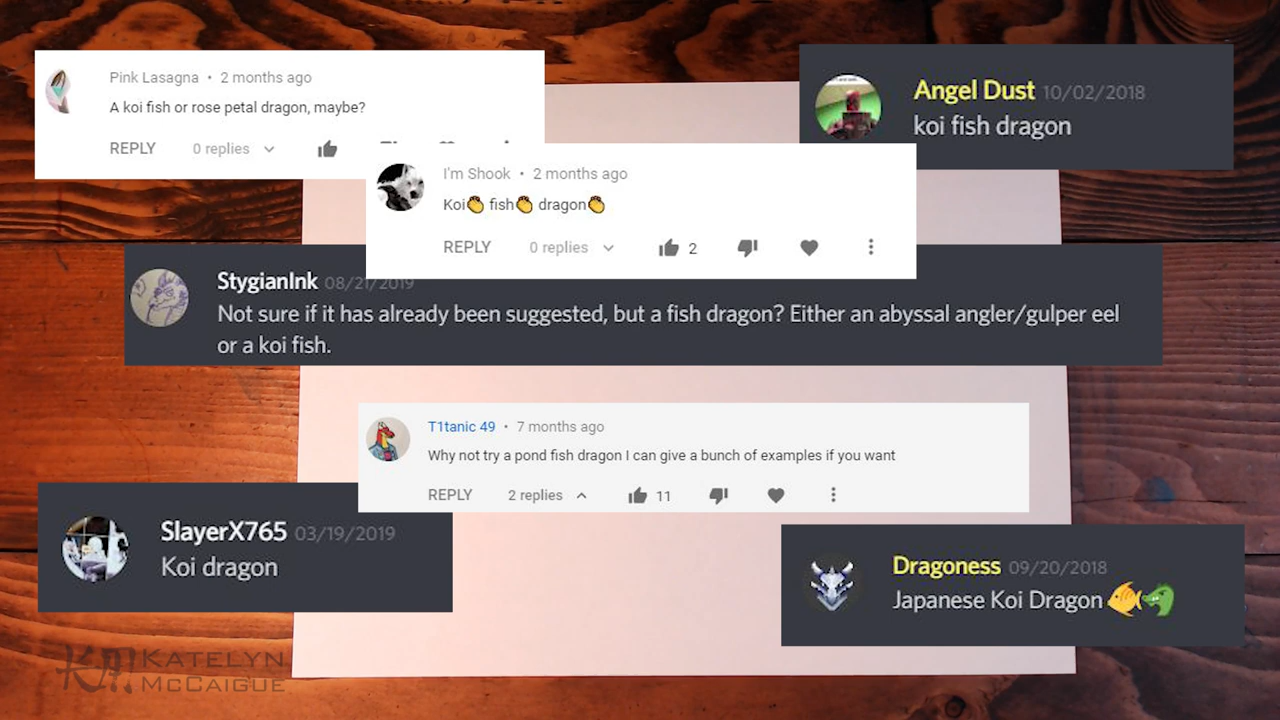 Pink Lasagna • 2 months ago
A koi fish or rose petal dragon, maybe?
REPLY 0 replies
Angel Dust 10/02/2018
koi fish dragon
I'm Shook • 2 months ago
Koi👏 fish👏 dragon👏
REPLY 0 replies 2
StygianInk 08/21/2019
Not sure if it has already been suggested, but a fish dragon? Either an abyssal angler/gulper eel
or a koi fish.
T1tanic 49 • 7 months ago
Why not try a pond fish dragon I can give a bunch of examples if you want
REPLY 2 replies 11
SlayerX765 03/19/2019
Koi dragon
Dragoness 09/20/2018
Japanese Koi Dragon 🐠🐲
KATELYN
MCCAIGUE